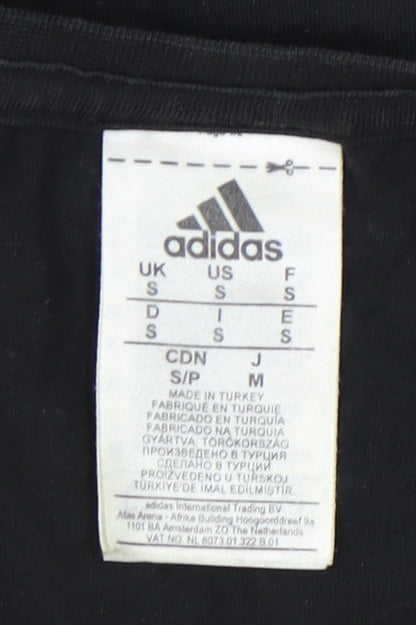 adidas
UK US F
S S S
D I E
S S S
CDN J
S/P M
MADE IN TURKEY
FABRIQUÉ EN TURQUIE
FABRICADO EN TURQUÍA
FABRICADO NA TURQUIA
GYÁRTVA: TÖRÖKORSZÁG
ПРОИЗВЕДЕНО В ТУРЦИЯ
СДЕЛАНО В ТУРЦИИ
PROIZVEDENO U TURSKOJ
TÜRKİYE'DE IMAL EDİLMİŞTİR
adidas International Trading BV
Atlas Arena - Afrika Building Hoogoorddreef 9a
1101 BA Amsterdam ZO The Netherlands
VAT NO. NL 8073.01.322 B.01